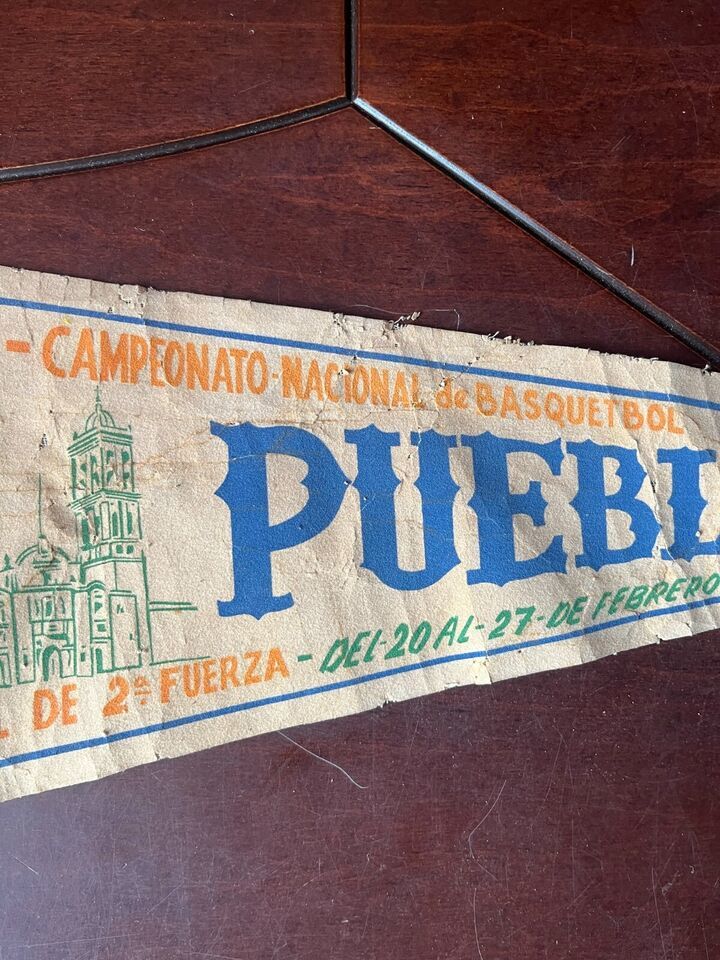 - CAMPEONATO-NACIONAL de BASQUETBOL
PUEBL
L DE 2ª FUERZA - DEL-20 AL-27-DE FEBRERO